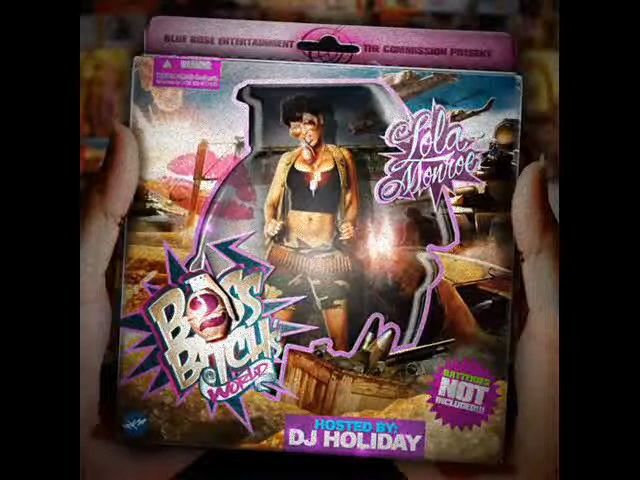 BLUE ROSE ENTERTAINMENT THE COMMISSION PRESENT
WARNING:
Lola
Monroe
BOSS
2
BITCH'S
WORLD
BATTERIES
NOT
INCLUDED!!!
HOSTED BY:
DJ HOLIDAY